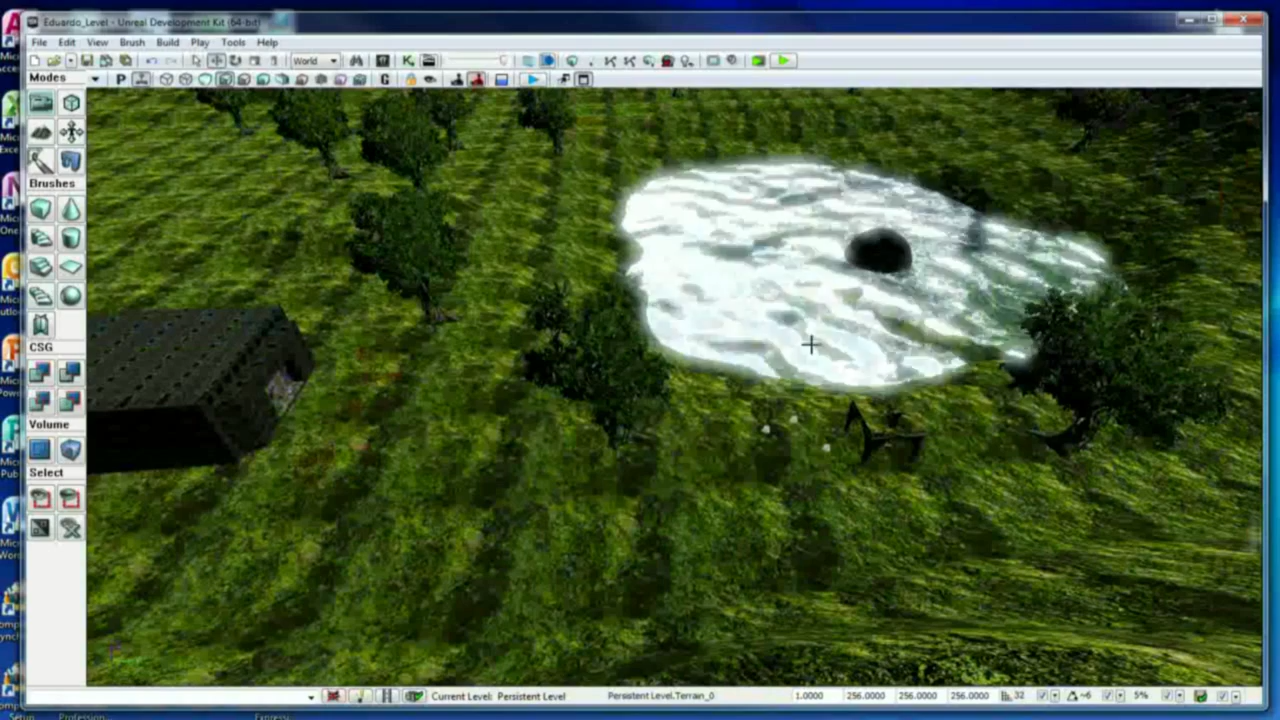 Eduardo_Level - Unreal Development Kit (64-bit)
File Edit View Brush Build Play Tools Help
World
Modes
P
G
Brushes
CSG
Volume
Select
Current Level: Persistent Level
Persistent Level.Terrain_0
1.0000
256.0000
256.0000
256.0000
32
5%